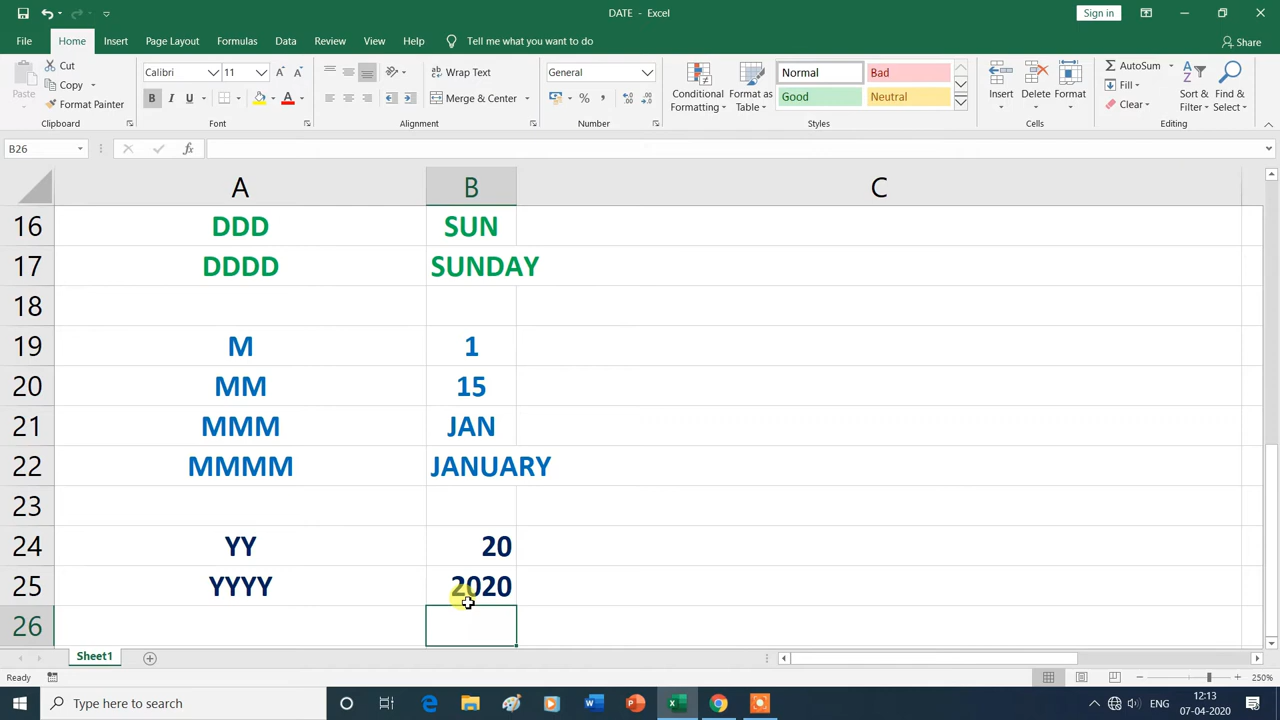 DATE - Excel
Sign in
File Home Insert Page Layout Formulas Data Review View Help Tell me what you want to do
Share
Paste
Cut
Copy
Format Painter
Calibri 11
B I U
Wrap Text
Merge & Center
General
Conditional Formatting
Format as Table
Normal Bad
Good Neutral
Insert Delete Format
AutoSum
Fill
Clear
Sort & Filter
Find & Select
Clipboard Font Alignment Number Styles Cells Editing
B26 fx
A B C
16 DDD SUN
17 DDDD SUNDAY
18
19 M 1
20 MM 15
21 MMM JAN
22 MMMM JANUARY
23
24 YY 20
25 YYYY 2020
26
Sheet1
Ready 250%
Type here to search
ENG
12:13
07-04-2020